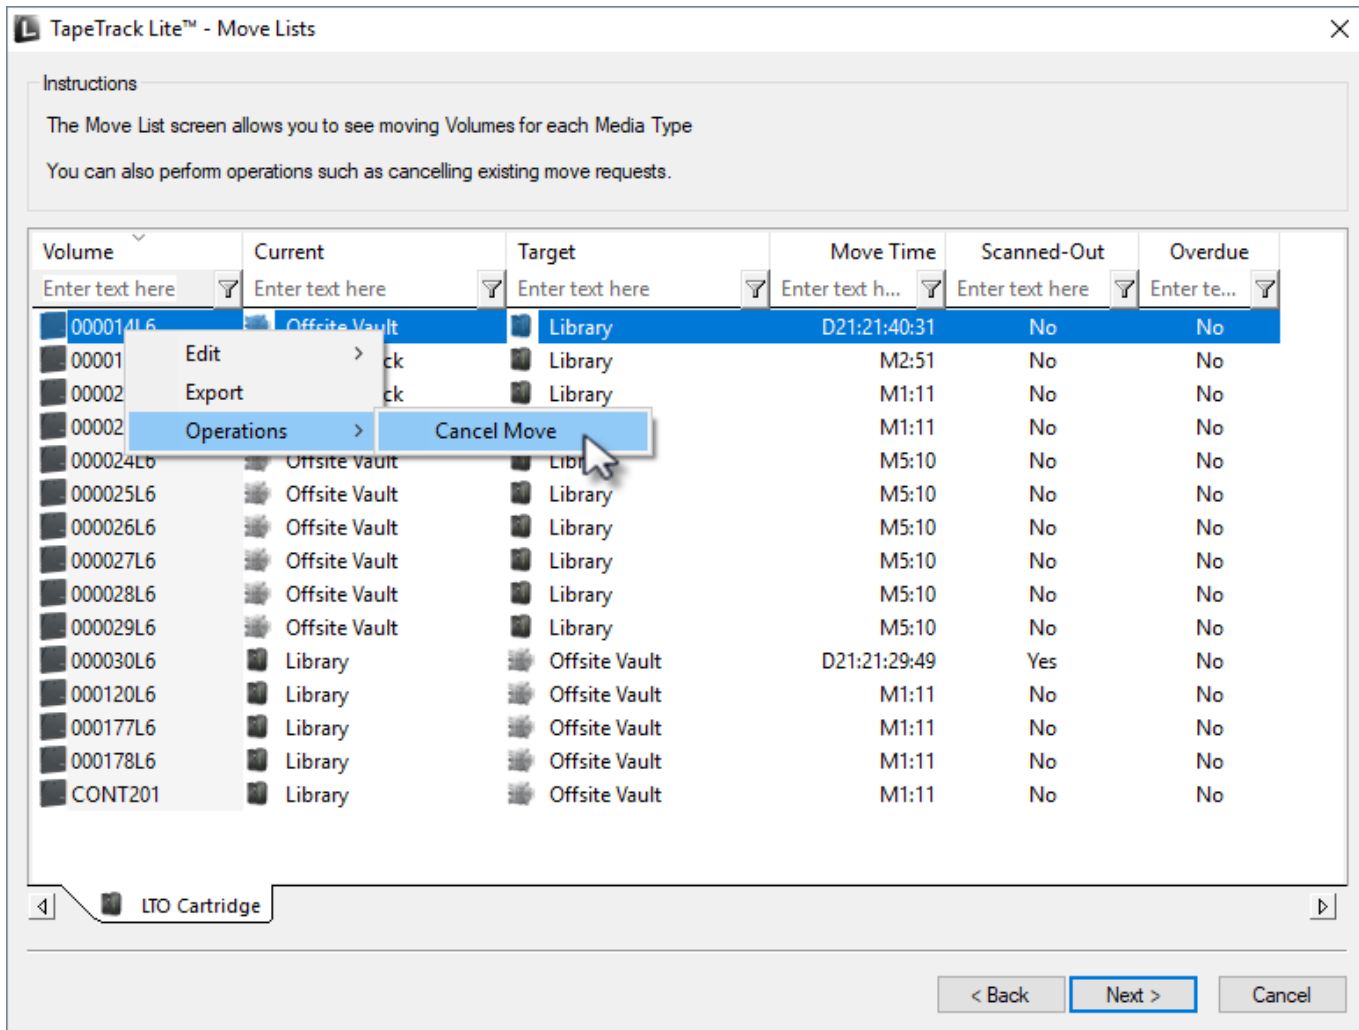 TapeTrack Lite™ - Move Lists
Instructions
The Move List screen allows you to see moving Volumes for each Media Type
You can also perform operations such as cancelling existing move requests.
Volume Current Target Move Time Scanned-Out Overdue
Enter text here Enter text here Enter text here Enter text h... Enter text here Enter te...
000014L6 Offsite Vault Library D21:21:40:31 No No
00001 ck Library M2:51 No No
00002 ck Library M1:11 No No
00002 M1:11 No No
Edit
Export
Operations
Cancel Move
000024L6 Offsite Vault M5:10 No No
000025L6 Offsite Vault Library M5:10 No No
000026L6 Offsite Vault Library M5:10 No No
000027L6 Offsite Vault Library M5:10 No No
000028L6 Offsite Vault Library M5:10 No No
000029L6 Offsite Vault Library M5:10 No No
000030L6 Library Offsite Vault D21:21:29:49 Yes No
000120L6 Library Offsite Vault M1:11 No No
000177L6 Library Offsite Vault M1:11 No No
000178L6 Library Offsite Vault M1:11 No No
CONT201 Library Offsite Vault M1:11 No No
LTO Cartridge
< Back Next > Cancel